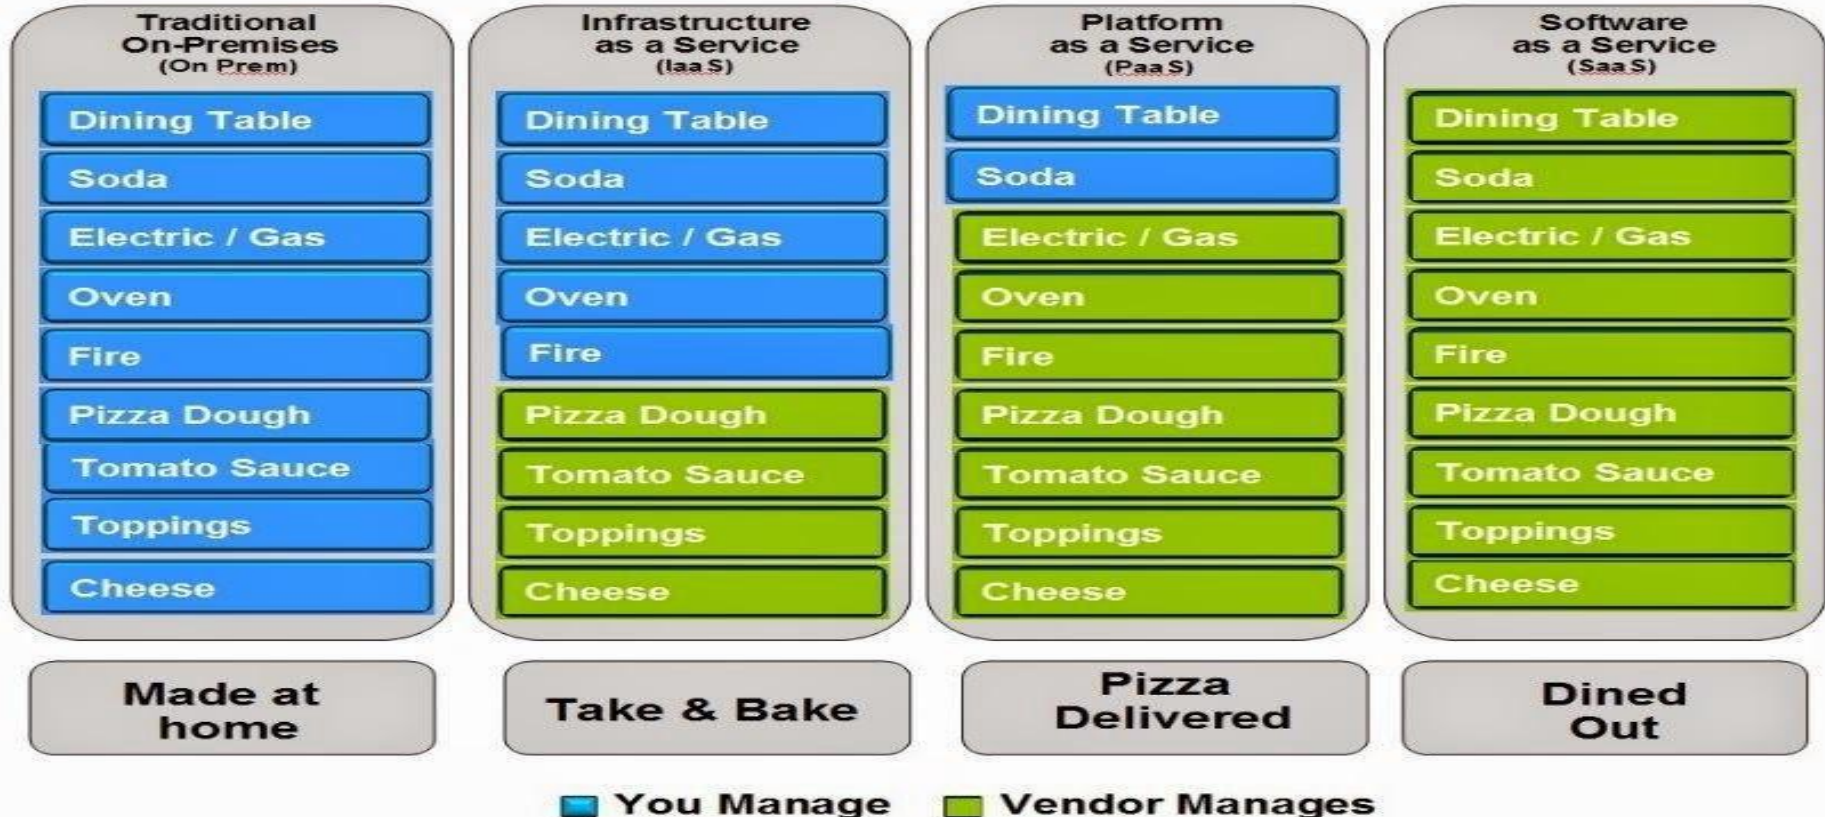 Traditional
On-Premises
(On Prem)
Dining Table
Soda
Electric / Gas
Oven
Fire
Pizza Dough
Tomato Sauce
Toppings
Cheese
Made at
home
Infrastructure
as a Service
(IaaS)
Dining Table
Soda
Electric / Gas
Oven
Fire
Pizza Dough
Tomato Sauce
Toppings
Cheese
Take & Bake
Platform
as a Service
(PaaS)
Dining Table
Soda
Electric / Gas
Oven
Fire
Pizza Dough
Tomato Sauce
Toppings
Cheese
Pizza
Delivered
Software
as a Service
(SaaS)
Dining Table
Soda
Electric / Gas
Oven
Fire
Pizza Dough
Tomato Sauce
Toppings
Cheese
Dined
Out
You Manage
Vendor Manages